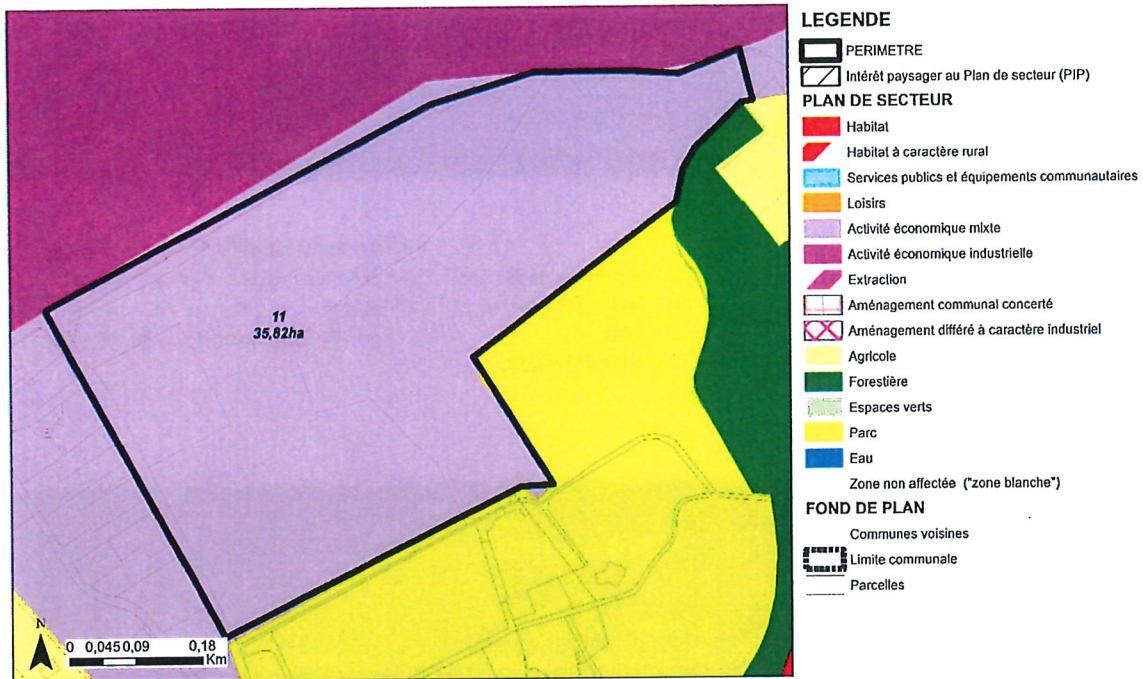 11
35,82ha
N
0 0,045 0,09 0,18
Km
LEGENDE
PERIMETRE
Intérêt paysager au Plan de secteur (PIP)
PLAN DE SECTEUR
Habitat
Habitat à caractère rural
Services publics et équipements communautaires
Loisirs
Activité économique mixte
Activité économique industrielle
Extraction
Aménagement communal concerté
Aménagement différé à caractère industriel
Agricole
Forestière
Espaces verts
Parc
Eau
Zone non affectée ("zone blanche")
FOND DE PLAN
Communes voisines
Limite communale
Parcelles